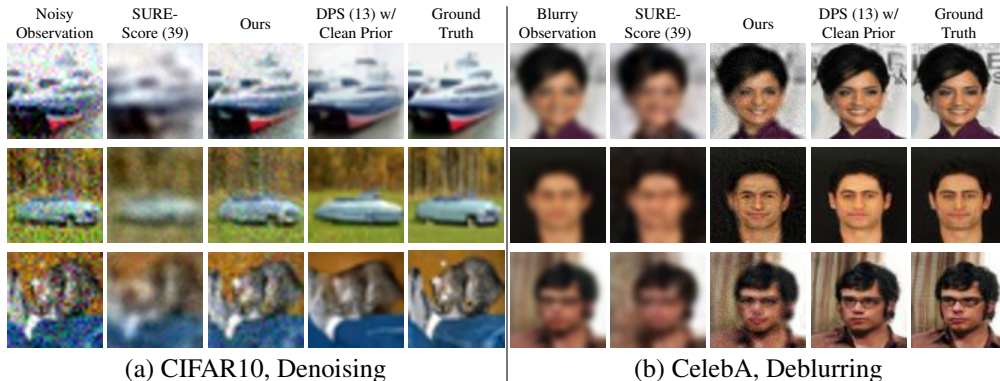 Noisy Observation
SURE-Score (39)
Ours
DPS (13) w/ Clean Prior
Ground Truth
Blurry Observation
SURE-Score (39)
Ours
DPS (13) w/ Clean Prior
Ground Truth
(a) CIFAR10, Denoising
(b) CelebA, Deblurring